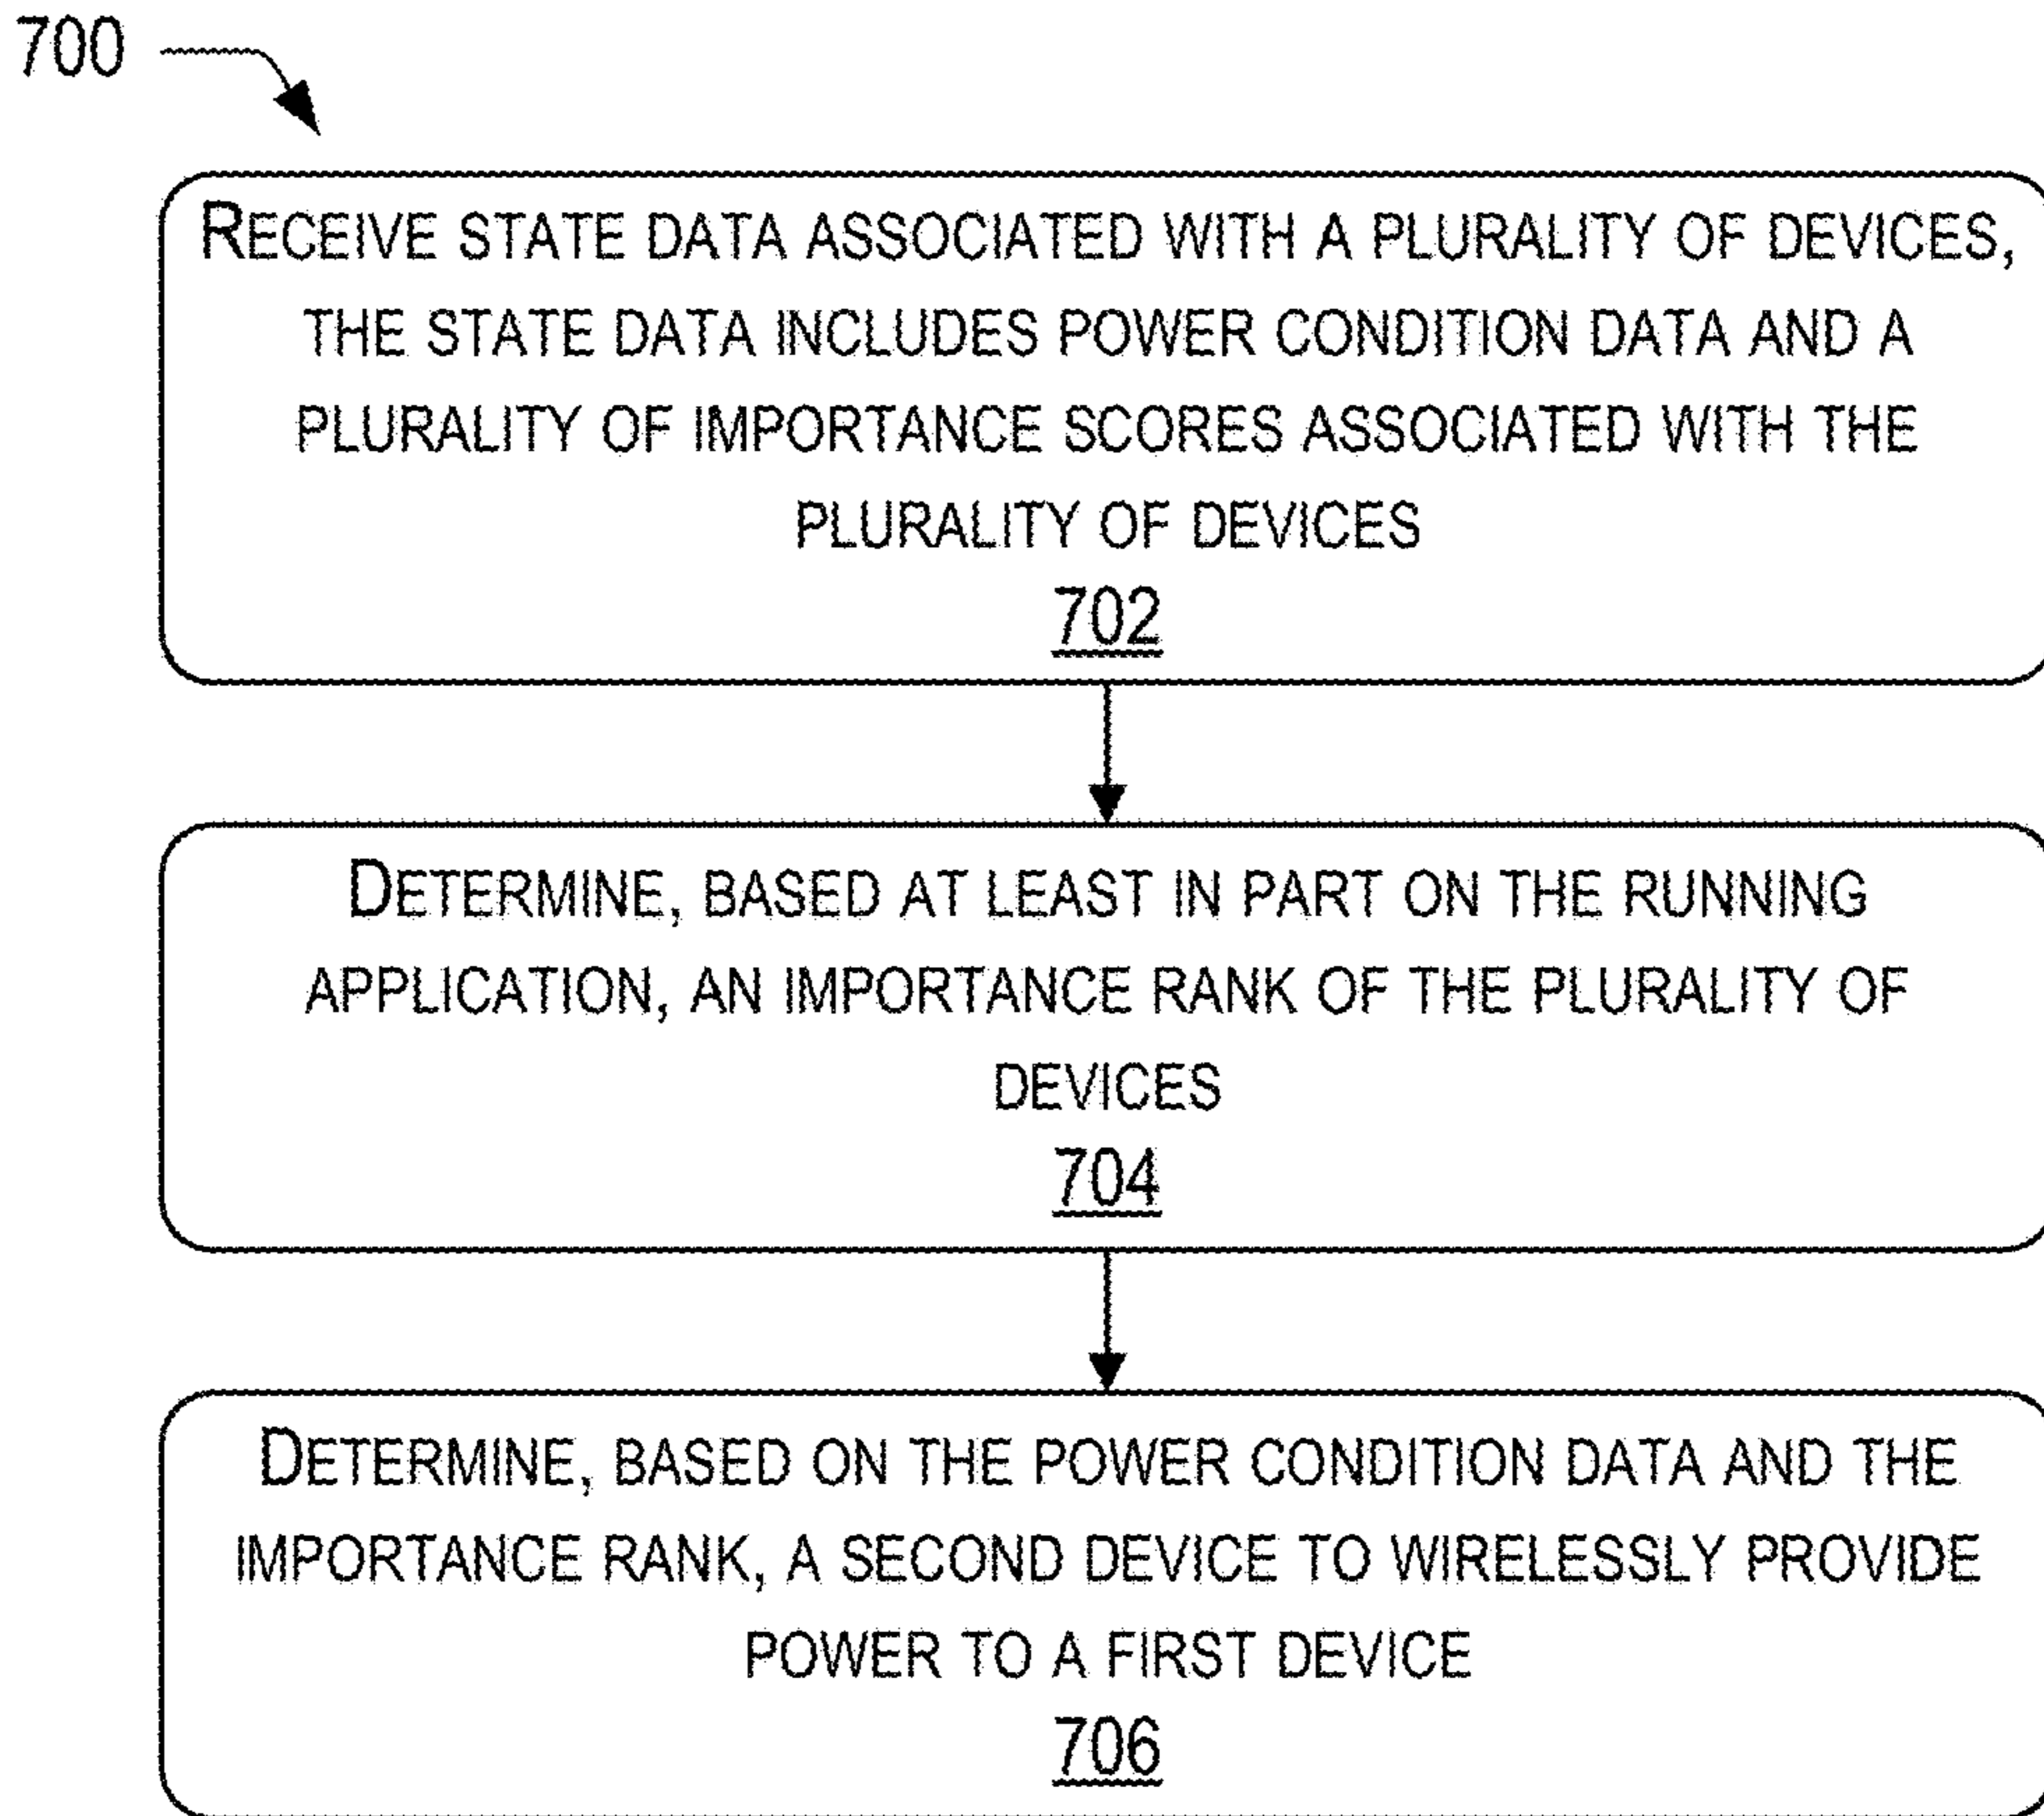 700
RECEIVE STATE DATA ASSOCIATED WITH A PLURALITY OF DEVICES,
THE STATE DATA INCLUDES POWER CONDITION DATA AND A
PLURALITY OF IMPORTANCE SCORES ASSOCIATED WITH THE
PLURALITY OF DEVICES
702
DETERMINE, BASED AT LEAST IN PART ON THE RUNNING
APPLICATION, AN IMPORTANCE RANK OF THE PLURALITY OF
DEVICES
704
DETERMINE, BASED ON THE POWER CONDITION DATA AND THE
IMPORTANCE RANK, A SECOND DEVICE TO WIRELESSLY PROVIDE
POWER TO A FIRST DEVICE
706